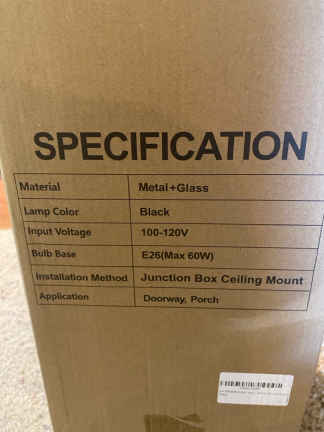 SPECIFICATION
Material Metal+Glass
Lamp Color Black
Input Voltage 100-120V
Bulb Base E26(Max 60W)
Installation Method Junction Box Ceiling Mount
Application Doorway, Porch